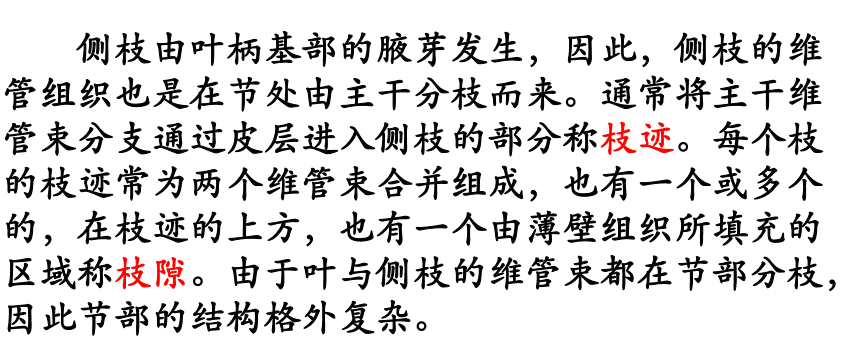 侧枝由叶柄基部的腋芽发生，因此，侧枝的维
管组织也是在节处由主干分枝而来。通常将主干维
管束分支通过皮层进入侧枝的部分称枝迹。每个枝
的枝迹常为两个维管束合并组成，也有一个或多个
的，在枝迹的上方，也有一个由薄壁组织所填充的
区域称枝隙。由于叶与侧枝的维管束都在节部分枝，
因此节部的结构格外复杂。